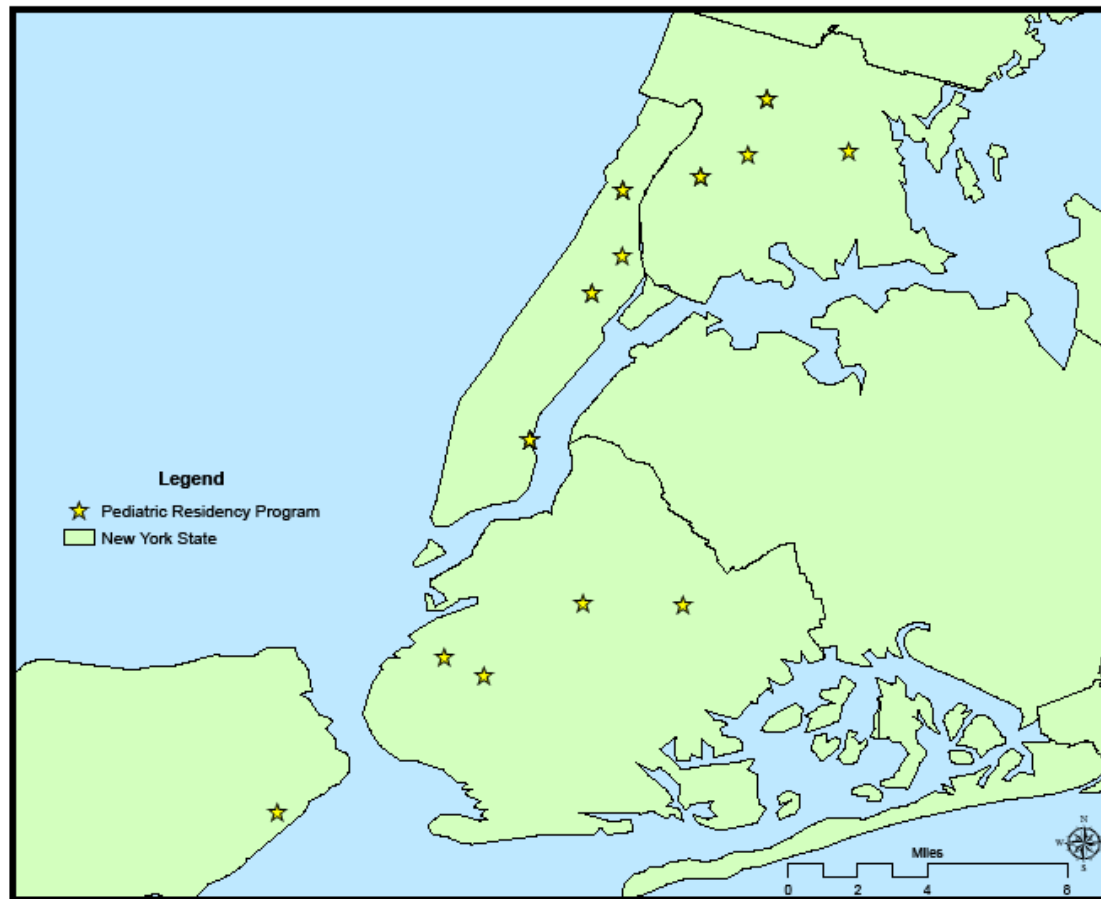 Legend
Pediatric Residency Program
New York State
N
W
S
Miles
0 2 4 8